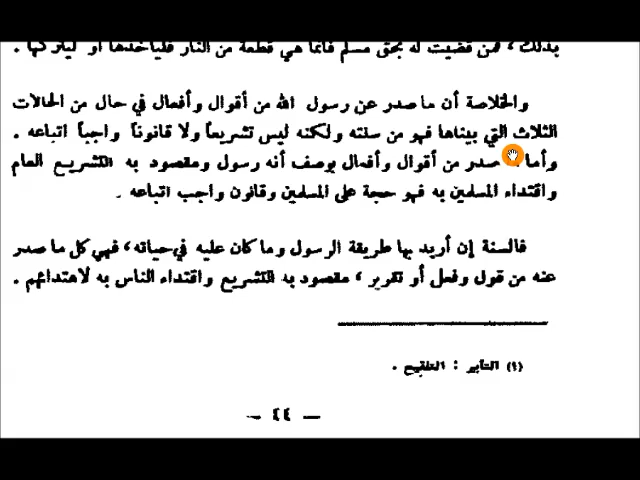 بذلك ، فمن قضيت له بحق مسلم فإنما هي قطعة من النار فليأخذها أو ليتركها .
والخلاصة أن ما صدر عن رسول الله من أقوال وأفعال في حال من الحالات
الثلاث التي بيناها فهو من سنته ولكنه ليس تشريعاً ولا قانوناً واجباً اتباعه .
وأما صدر من أقوال وأفعال بوصف أنه رسول ومقصود به التشريع العام
واقتداء المسلمين به فهو حجة على المسلمين وقانون واجب اتباعه .
فالسنة إن أريد بها طريقة الرسول وما كان عليه في حياته ، فهي كل ما صدر
عنه من قول وفعل أو تقرير ، مقصود به التشريع واقتداء الناس به لاهتدائهم .
(١) التأبير : التلقيح .
— ٤٤ —